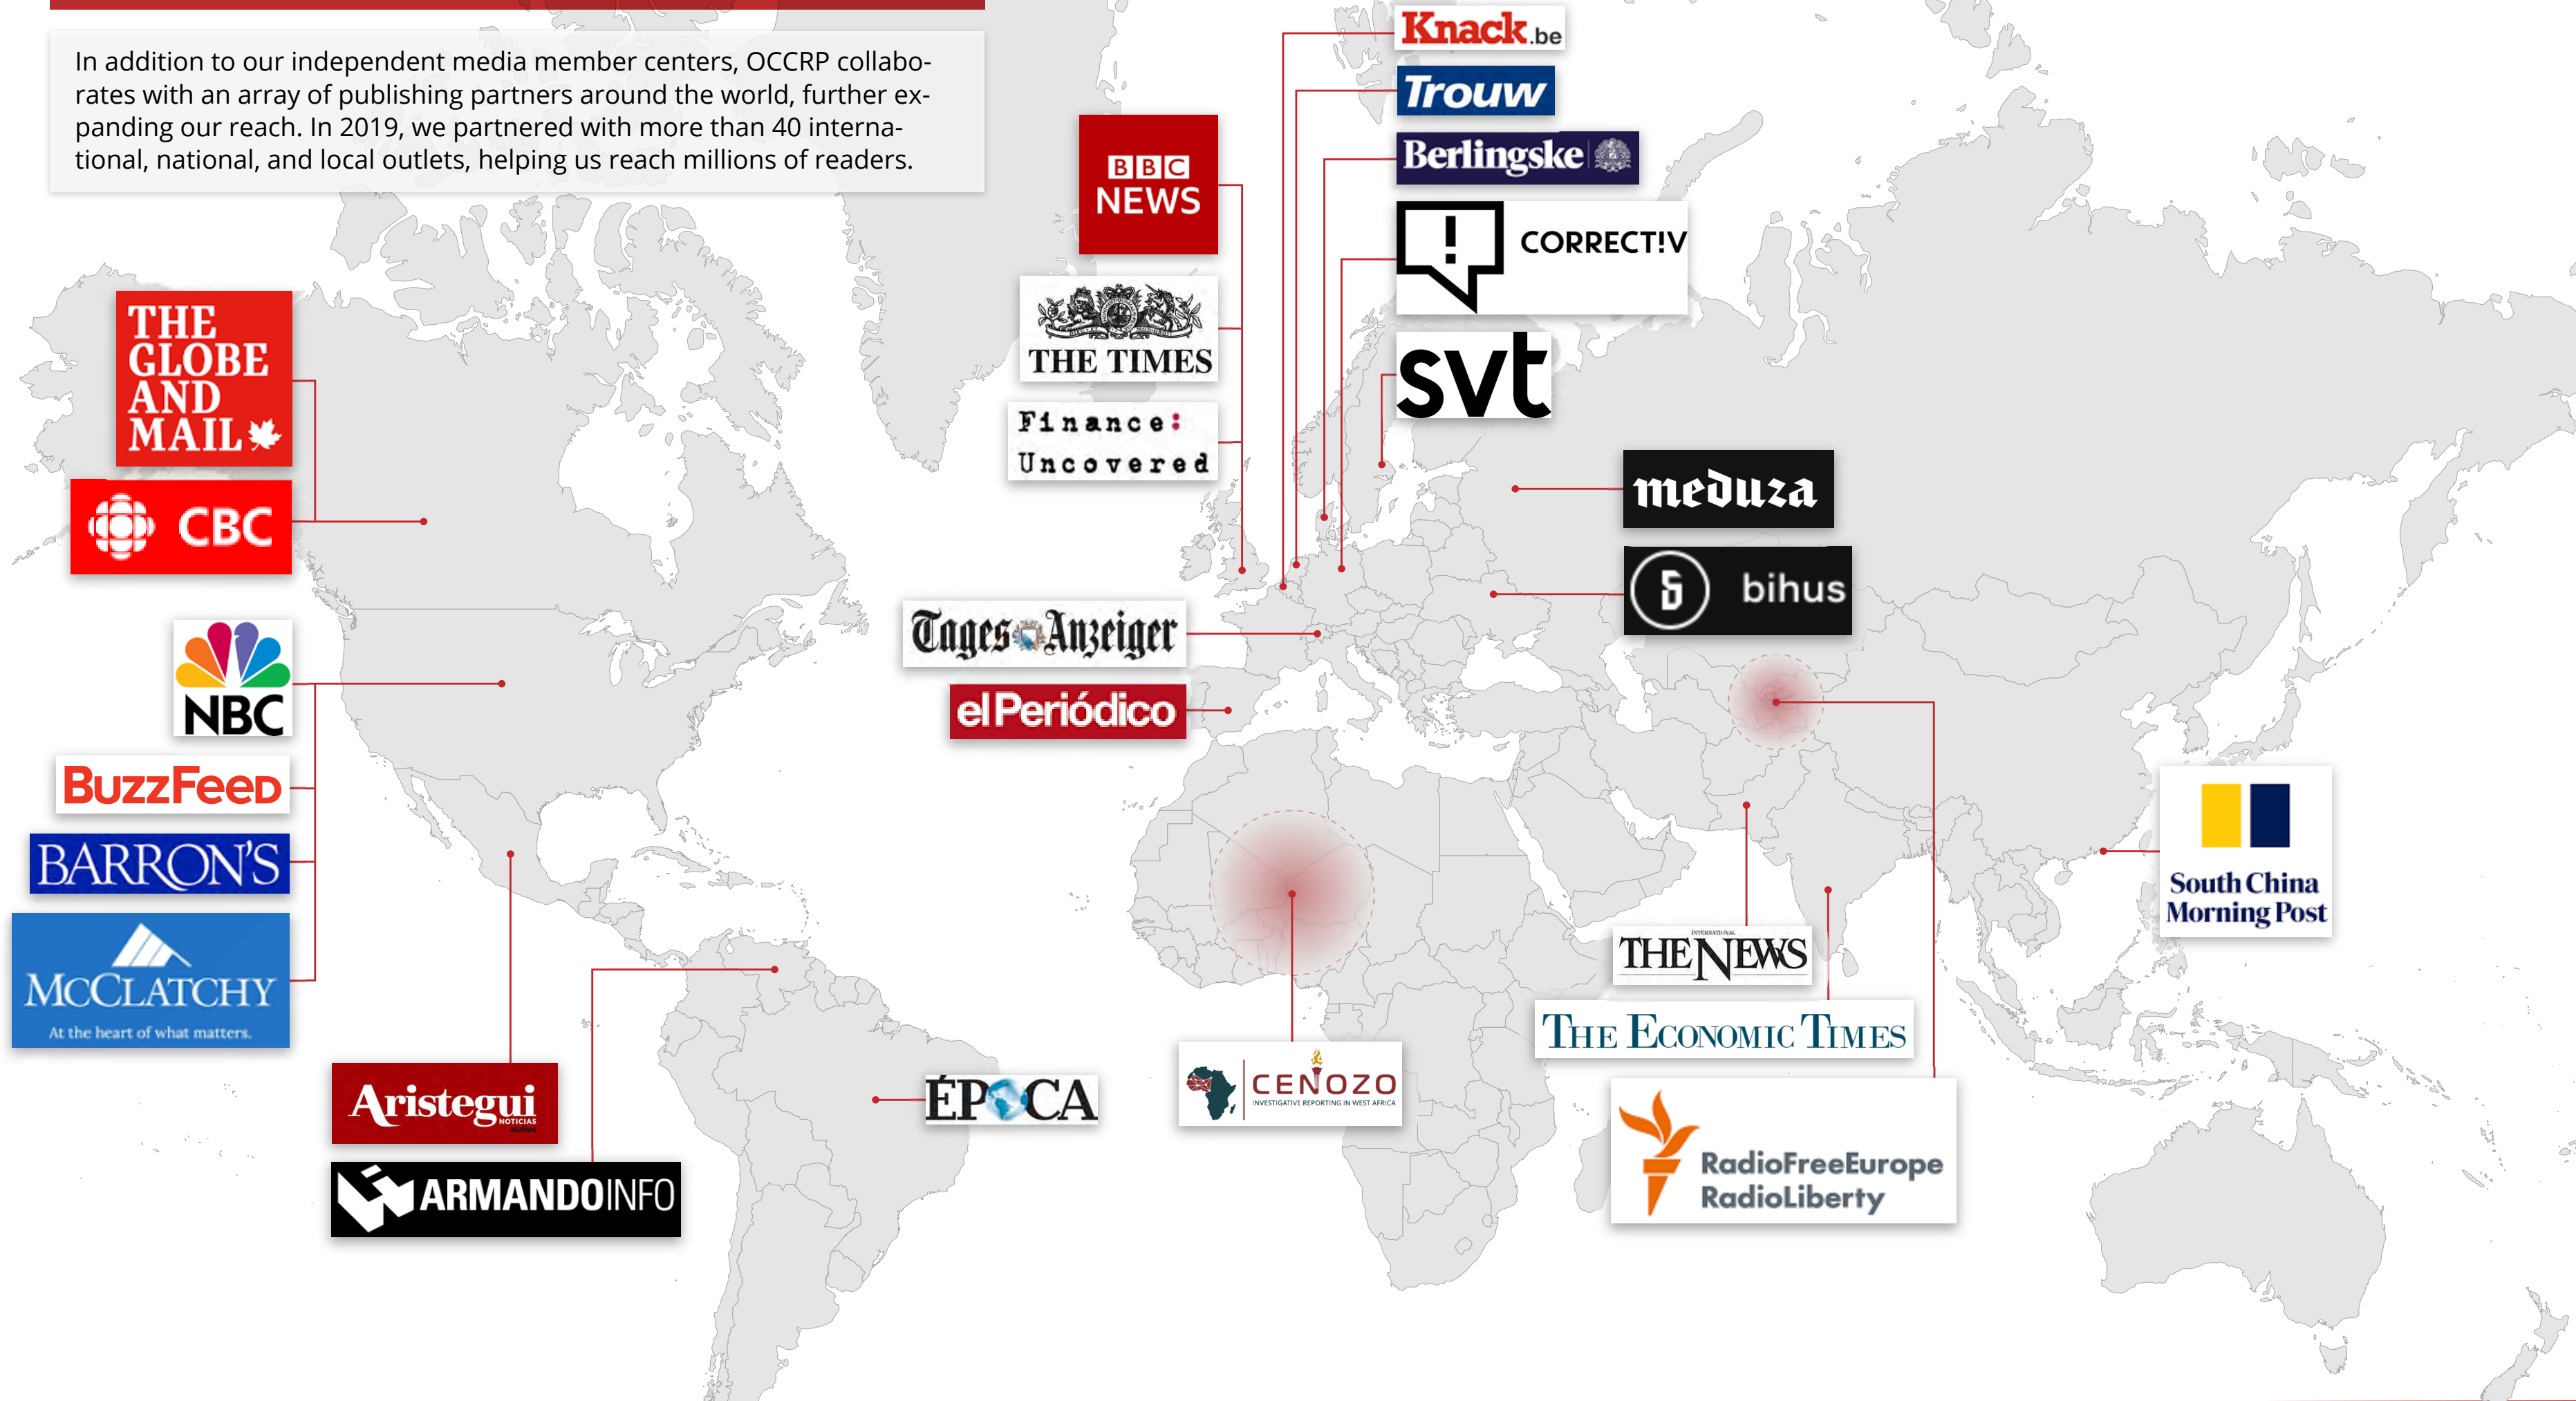 In addition to our independent media member centers, OCCRP collabo-
rates with an array of publishing partners around the world, further ex-
panding our reach. In 2019, we partnered with more than 40 interna-
tional, national, and local outlets, helping us reach millions of readers.
Knack.be
Trouw
Berlingske
BBC
NEWS
CORRECT!V
THE TIMES
svt
THE
GLOBE
AND
MAIL
Finance:
Uncovered
CBC
meduza
bihus
NBC
Tages Anzeiger
el Periódico
BuzzFeed
BARRON'S
McCLATCHY
At the heart of what matters.
South China
Morning Post
INTERNATIONAL
THE NEWS
THE ECONOMIC TIMES
Aristegui
NOTICIAS
audios
ÉPOCA
CENOZO
INVESTIGATIVE REPORTING IN WEST AFRICA
ARMANDOINFO
RadioFreeEurope
RadioLiberty